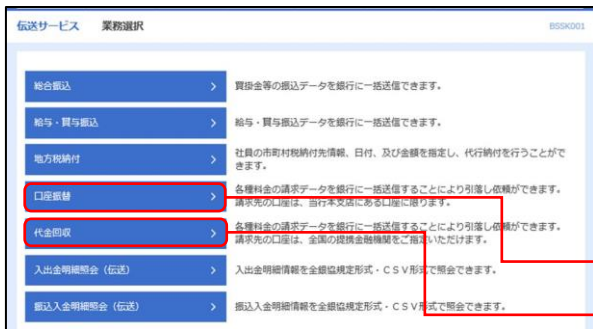 伝送サービス 業務選択 BSSK001
総合振込 > 買掛金等の振込データを銀行に一括送信できます。
給与・賞与振込 > 給与・賞与振込データを銀行に一括送信できます。
地方税納付 > 社員の市町村税納付先情報、日付、及び金額を指定し、代行納付を行うことがで
きます。
口座振替 > 各種料金の請求データを銀行に一括送信することにより引落し依頼ができます。
請求先の口座は、当行本支店にある口座に限ります。
代金回収 > 各種料金の請求データを銀行に一括送信することにより引落し依頼ができます。
請求先の口座は、全国の提携金融機関をご指定いただけます。
入出金明細照会（伝送） > 入出金明細情報を全銀協規定形式・ＣＳＶ形式で照会できます。
振込入金明細照会（伝送） > 振込入金明細情報を全銀協規定形式・ＣＳＶ形式で照会できます。